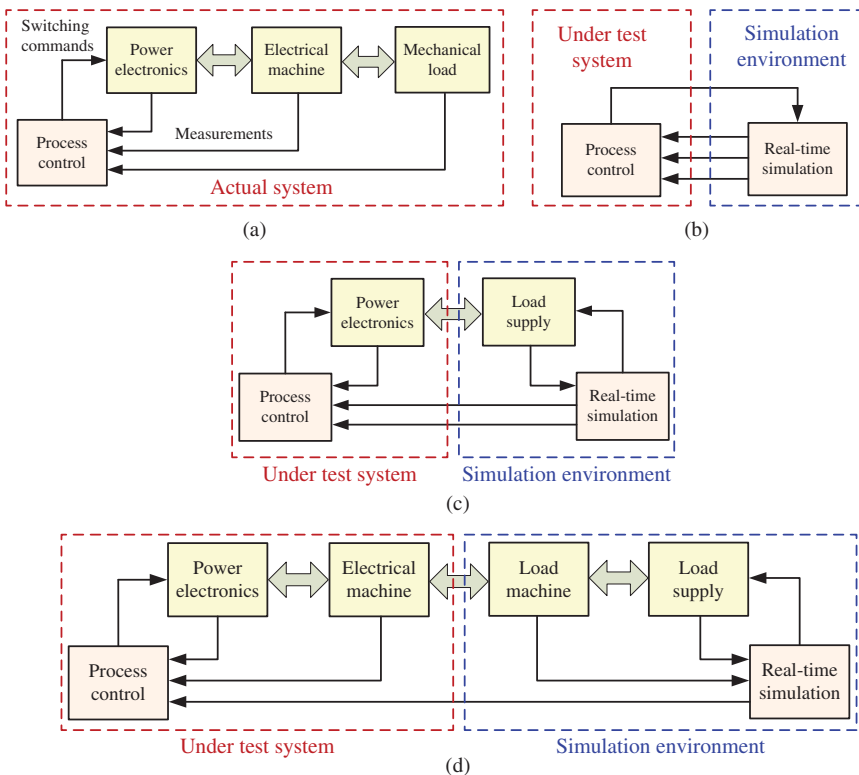 Switching
commands
Power
electronics
Electrical
machine
Mechanical
load
Process
control
Measurements
Actual system
(a)
Under test
system
Simulation
environment
Process
control
Real-time
simulation
(b)
Power
electronics
Load
supply
Process
control
Real-time
simulation
Under test system
Simulation environment
(c)
Power
electronics
Electrical
machine
Load
machine
Load
supply
Process
control
Real-time
simulation
Under test system
Simulation environment
(d)